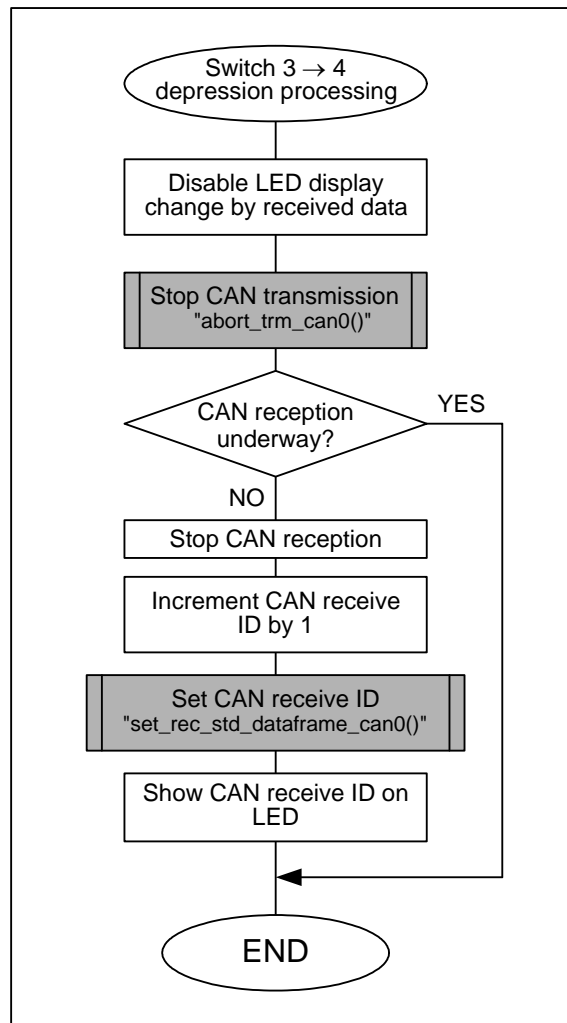 Switch 3 → 4
depression processing
Disable LED display
change by received data
Stop CAN transmission
"abort_trm_can0()"
CAN reception
underway?
YES
NO
Stop CAN reception
Increment CAN receive
ID by 1
Set CAN receive ID
"set_rec_std_dataframe_can0()"
Show CAN receive ID on
LED
END